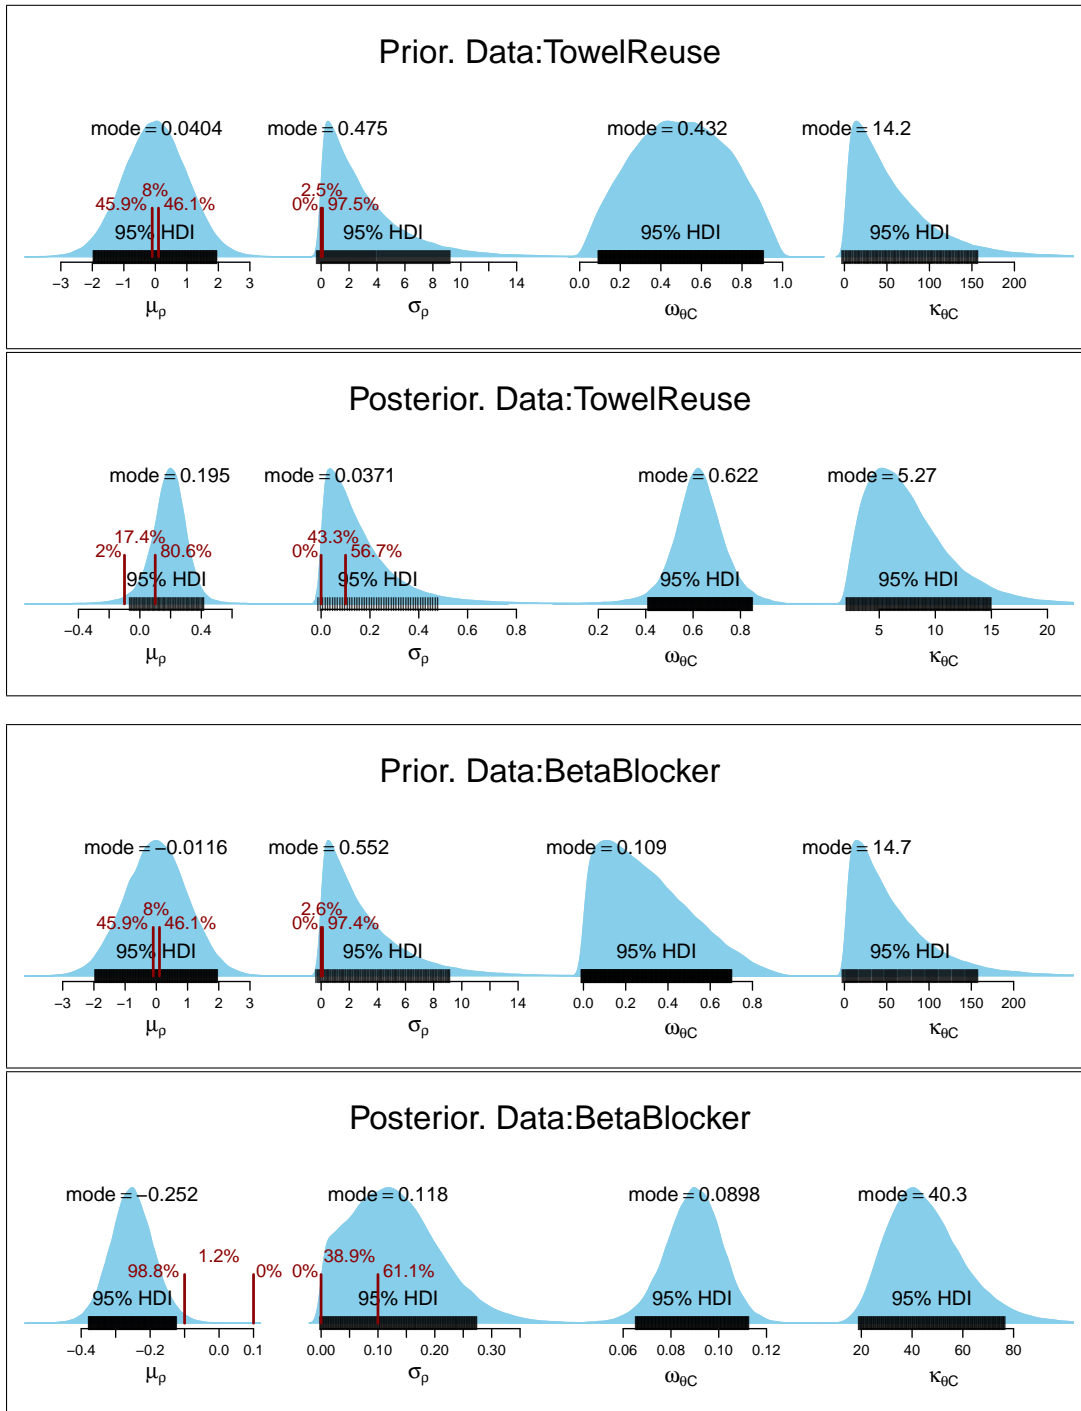 Prior. Data:TowelReuse
mode = 0.0404 mode = 0.475 mode = 0.432 mode = 14.2
8% 2.5%
45.9% 46.1% 0% 97.5%
95% HDI 95% HDI 95% HDI 95% HDI
−3 −2 −1 0 1 2 3 0 2 4 6 8 10 14 0.0 0.2 0.4 0.6 0.8 1.0 0 50 100 150 200
μρ σρ ωθC κθC
Posterior. Data:TowelReuse
mode = 0.195 mode = 0.0371 mode = 0.622 mode = 5.27
17.4% 43.3%
2% 80.6% 0% 56.7%
95% HDI 95% HDI 95% HDI 95% HDI
−0.4 0.0 0.4 0.0 0.2 0.4 0.6 0.8 0.2 0.4 0.6 0.8 5 10 15 20
μρ σρ ωθC κθC
Prior. Data:BetaBlocker
mode = −0.0116 mode = 0.552 mode = 0.109 mode = 14.7
8% 2.6%
45.9% 46.1% 0% 97.4%
95% HDI 95% HDI 95% HDI 95% HDI
−3 −2 −1 0 1 2 3 0 2 4 6 8 10 14 0.0 0.2 0.4 0.6 0.8 0 50 100 150 200
μρ σρ ωθC κθC
Posterior. Data:BetaBlocker
mode = −0.252 mode = 0.118 mode = 0.0898 mode = 40.3
1.2% 38.9%
98.8% 0% 0% 61.1%
95% HDI 95% HDI 95% HDI 95% HDI
−0.4 −0.2 0.1 0.00 0.10 0.20 0.30 0.06 0.08 0.10 0.12 20 40 60 80
μρ σρ ωθC κθC